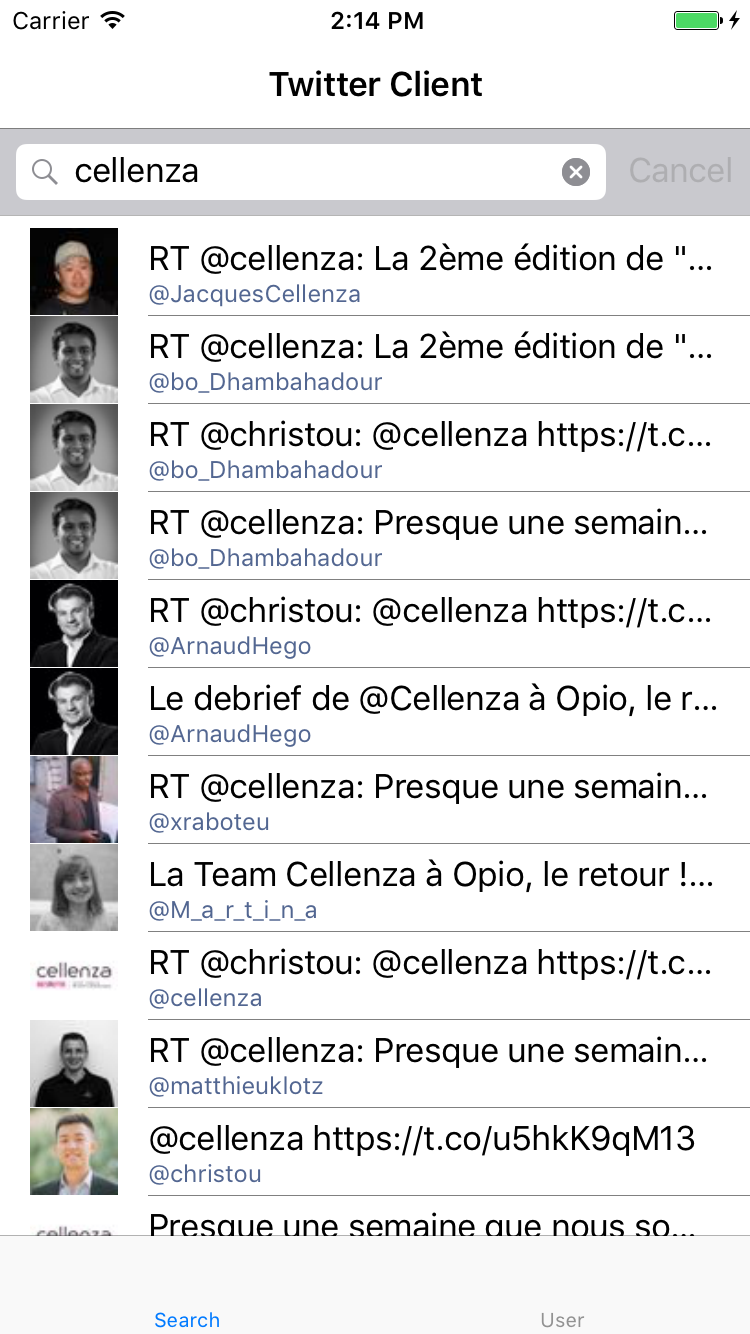 Carrier 2:14 PM
Twitter Client
cellenza Cancel
RT @cellenza: La 2ème édition de "...
@JacquesCellenza
RT @cellenza: La 2ème édition de "...
@bo_Dhambahadour
RT @christou: @cellenza https://t.c...
@bo_Dhambahadour
RT @cellenza: Presque une semain...
@bo_Dhambahadour
RT @christou: @cellenza https://t.c...
@ArnaudHego
Le debrief de @Cellenza à Opio, le r...
@ArnaudHego
RT @cellenza: Presque une semain...
@xraboteu
La Team Cellenza à Opio, le retour !...
@M_a_r_t_i_n_a
cellenza
RT @christou: @cellenza https://t.c...
@cellenza
RT @cellenza: Presque une semain...
@matthieuklotz
@cellenza https://t.co/u5hkK9qM13
@christou
cellenza
Presque une semaine que nous so...
Search User